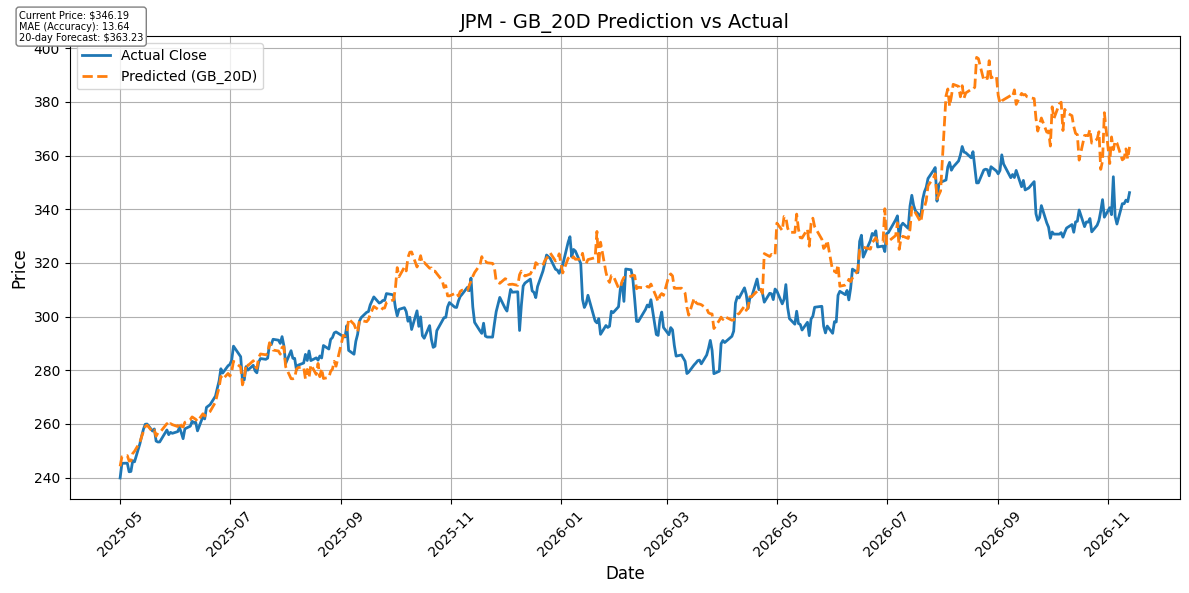 JPM - GB_20D Prediction vs Actual
Current Price: $346.19
MAE (Accuracy): 13.64
20-day Forecast: $363.23
Actual Close
Predicted (GB_20D)
Price
400
380
360
340
320
300
280
260
240
2025-05
2025-07
2025-09
2025-11
2026-01
2026-03
2026-05
2026-07
2026-09
2026-11
Date